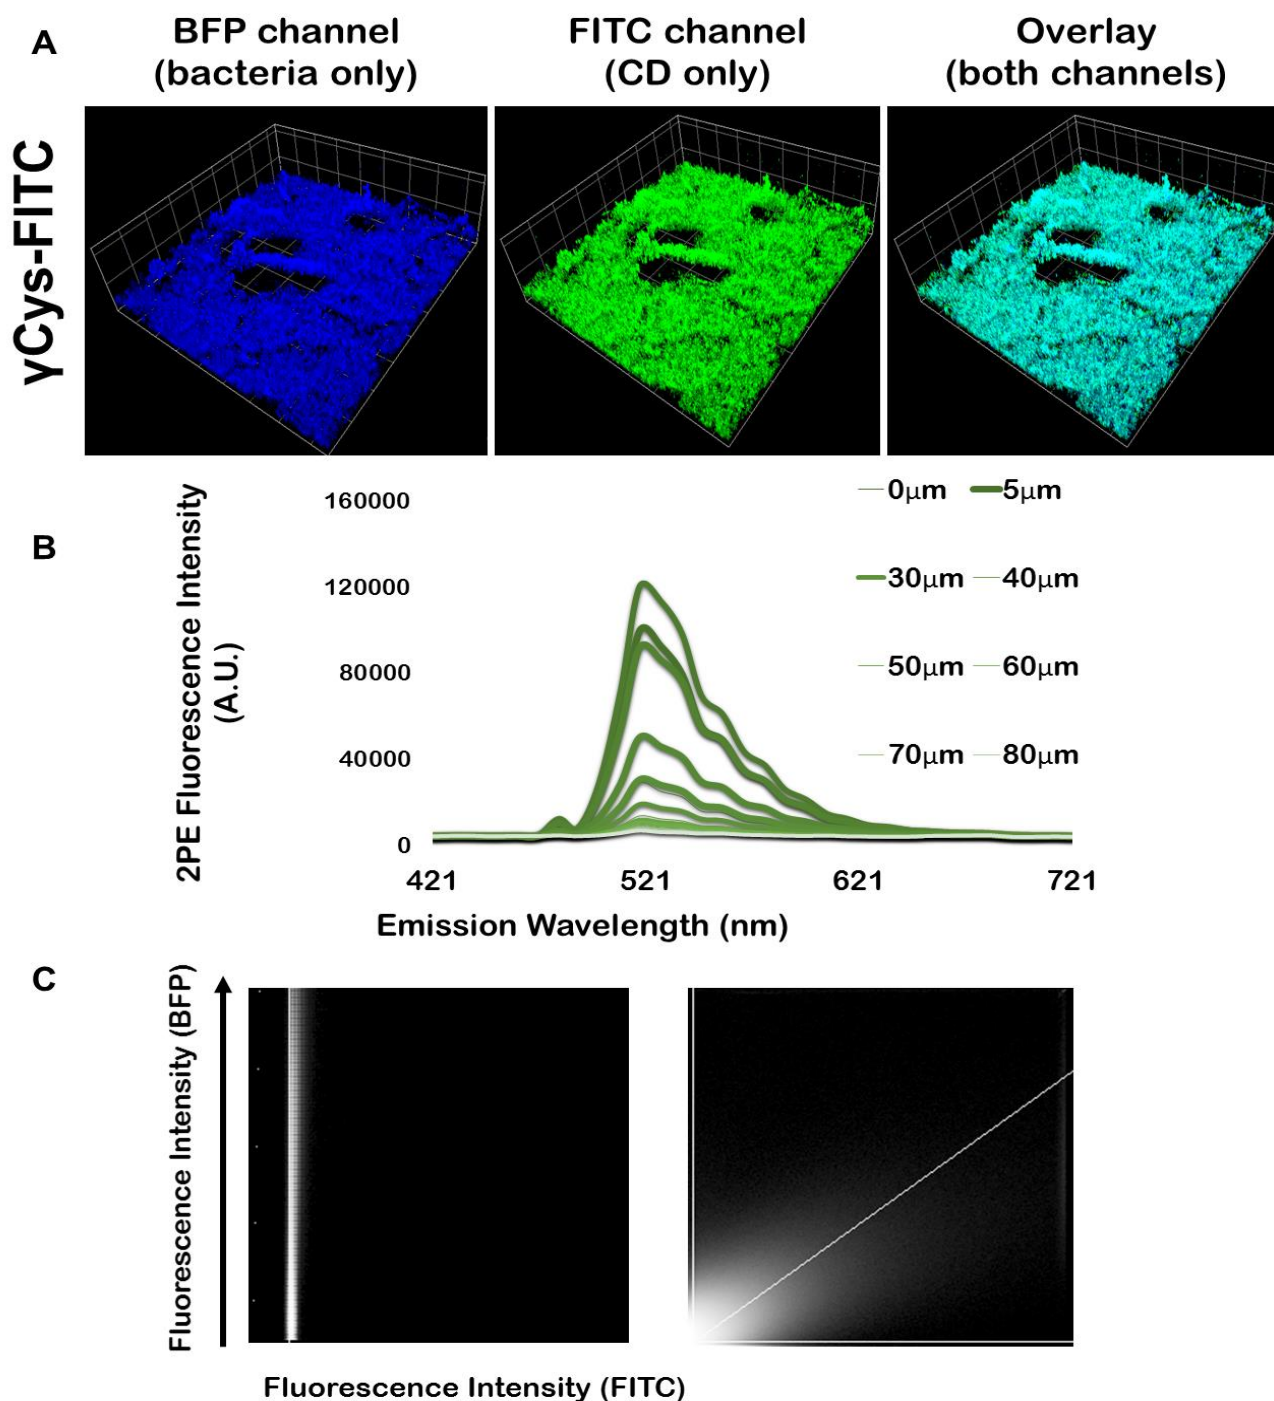 A
BFP channel
(bacteria only)
FITC channel
(CD only)
Overlay
(both channels)
γCys-FITC
B
2PE Fluorescence Intensity
(A.U.)
160000
120000
80000
40000
0
421
521
621
721
Emission Wavelength (nm)
0μm
5μm
30μm
40μm
50μm
60μm
70μm
80μm
C
Fluorescence Intensity (BFP)
Fluorescence Intensity (FITC)